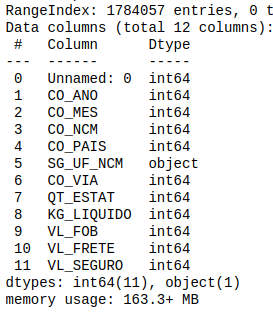 RangeIndex: 1784057 entries, 0 t
Data columns (total 12 columns):
 #   Column      Dtype
---  ------      -----
 0   Unnamed: 0  int64
 1   CO_ANO      int64
 2   CO_MES      int64
 3   CO_NCM      int64
 4   CO_PAIS     int64
 5   SG_UF_NCM   object
 6   CO_VIA      int64
 7   QT_ESTAT    int64
 8   KG_LIQUIDO  int64
 9   VL_FOB      int64
 10  VL_FRETE    int64
 11  VL_SEGURO   int64
dtypes: int64(11), object(1)
memory usage: 163.3+ MB